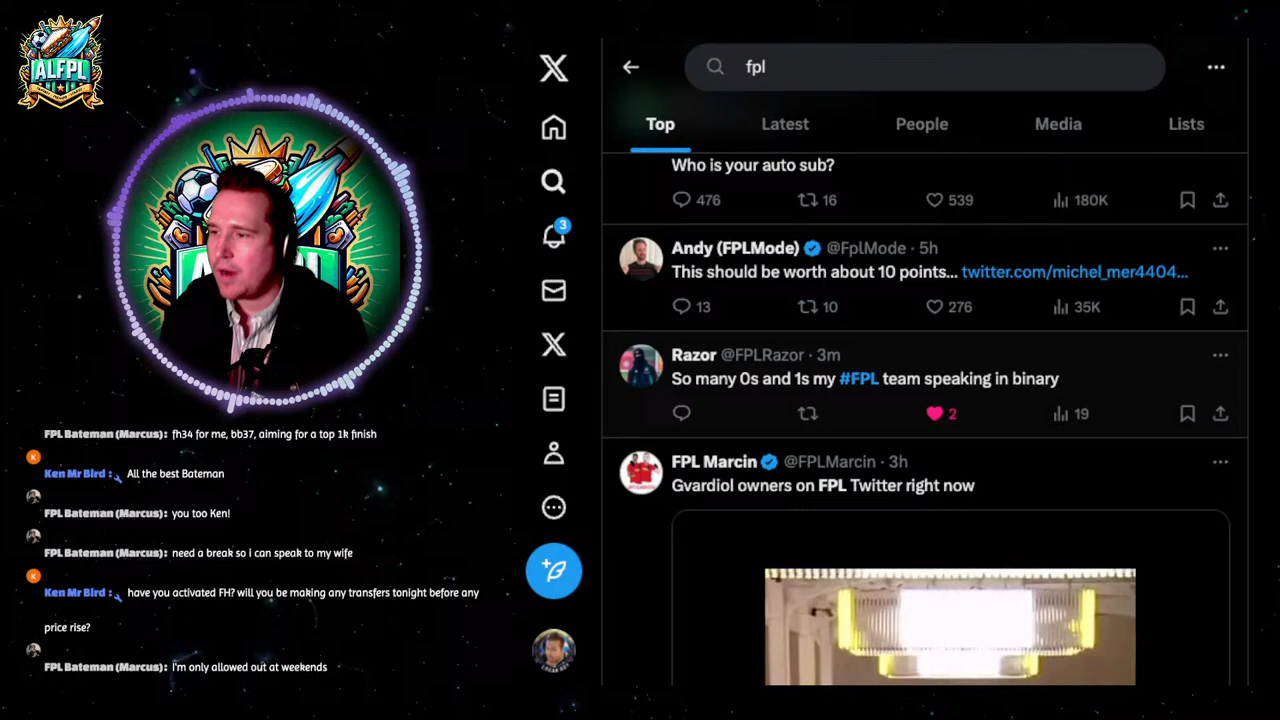 ALFPL
FPL Bateman (Marcus): fh34 for me, bb37, aiming for a top 1k finish
K
Ken Mr Bird : All the best Bateman
FPL Bateman (Marcus): you too Ken!
FPL Bateman (Marcus): need a break so i can speak to my wife
K
Ken Mr Bird : have you activated FH? will you be making any transfers tonight before any
price rise?
FPL Bateman (Marcus): I'm only allowed out at weekends
3
fpl
Top Latest People Media Lists
Who is your auto sub?
476 16 539 180K
Andy (FPLMode) @FplMode · 5h
This should be worth about 10 points... twitter.com/michel_mer4404...
13 10 276 35K
Razor @FPLRazor · 3m
So many 0s and 1s my #FPL team speaking in binary
2 19
FPL Marcin @FPLMarcin · 3h
Gvardiol owners on FPL Twitter right now